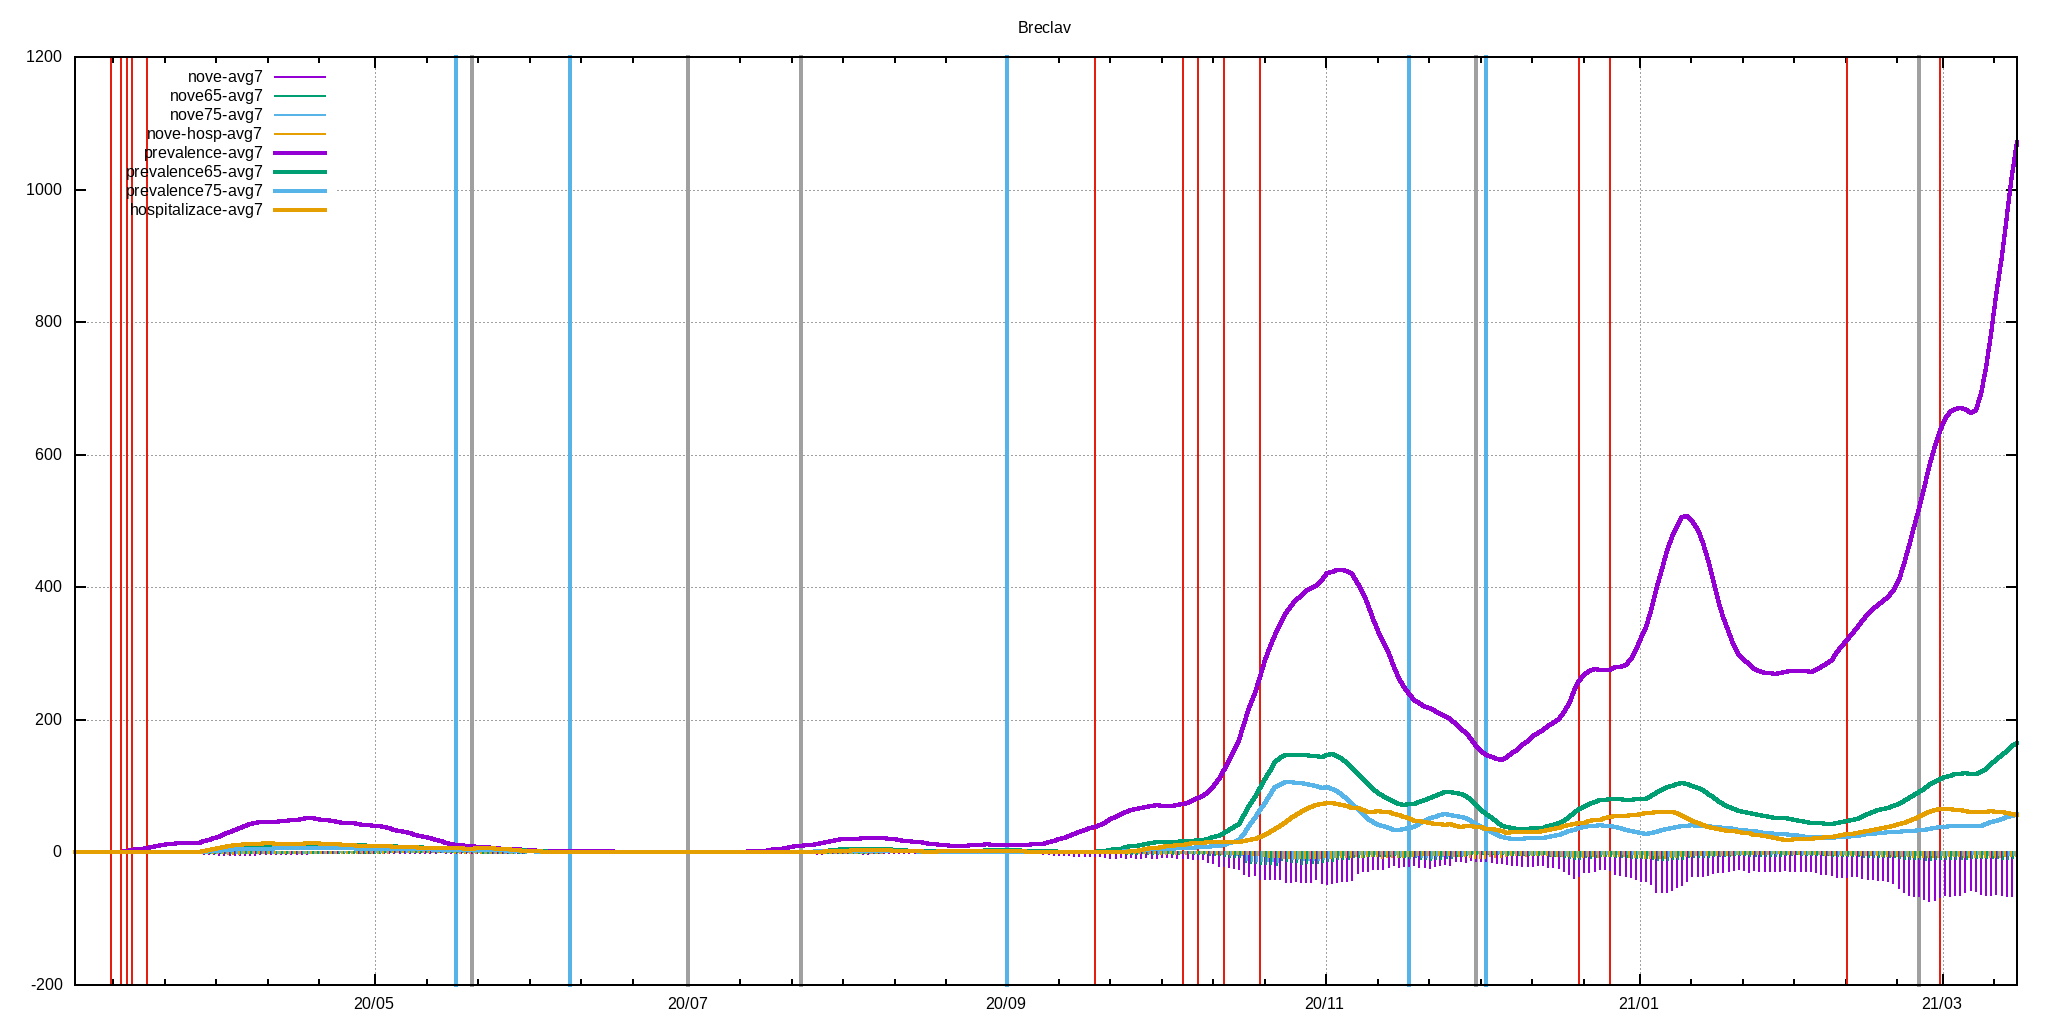 Breclav
1200
1000
800
600
400
200
0
-200
nove-avg7
nove65-avg7
nove75-avg7
nove-hosp-avg7
prevalence-avg7
prevalence65-avg7
prevalence75-avg7
hospitalizace-avg7
20/05
20/07
20/09
20/11
21/01
21/03